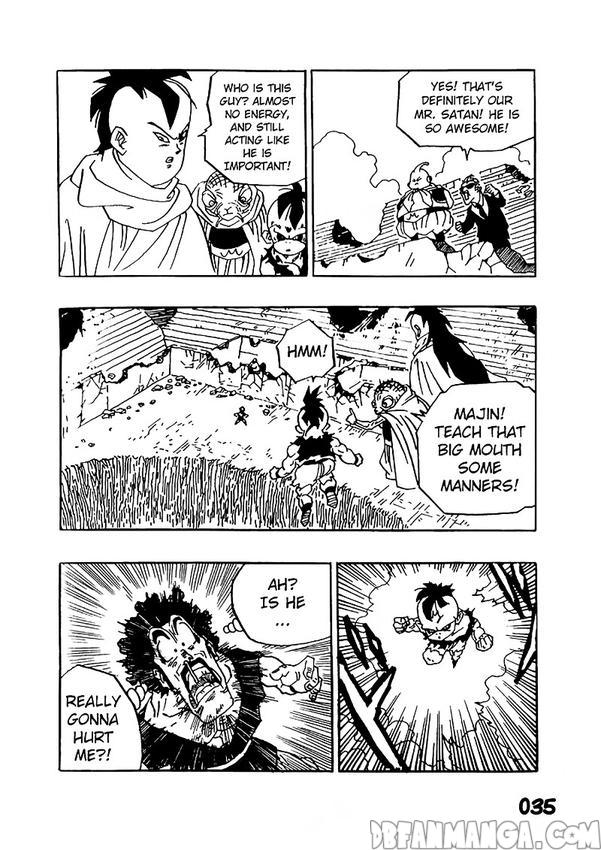 WHO IS THIS
GUY? ALMOST
NO ENERGY,
AND STILL
ACTING LIKE
HE IS
IMPORTANT!
YES! THAT'S
DEFINITELY OUR
MR. SATAN! HE IS
SO AWESOME!
HMM!
MAJIN!
TEACH THAT
BIG MOUTH
SOME
MANNERS!
AH?
IS HE
...
REALLY
GONNA
HURT
ME?!
035
DBFANMANGA.COM